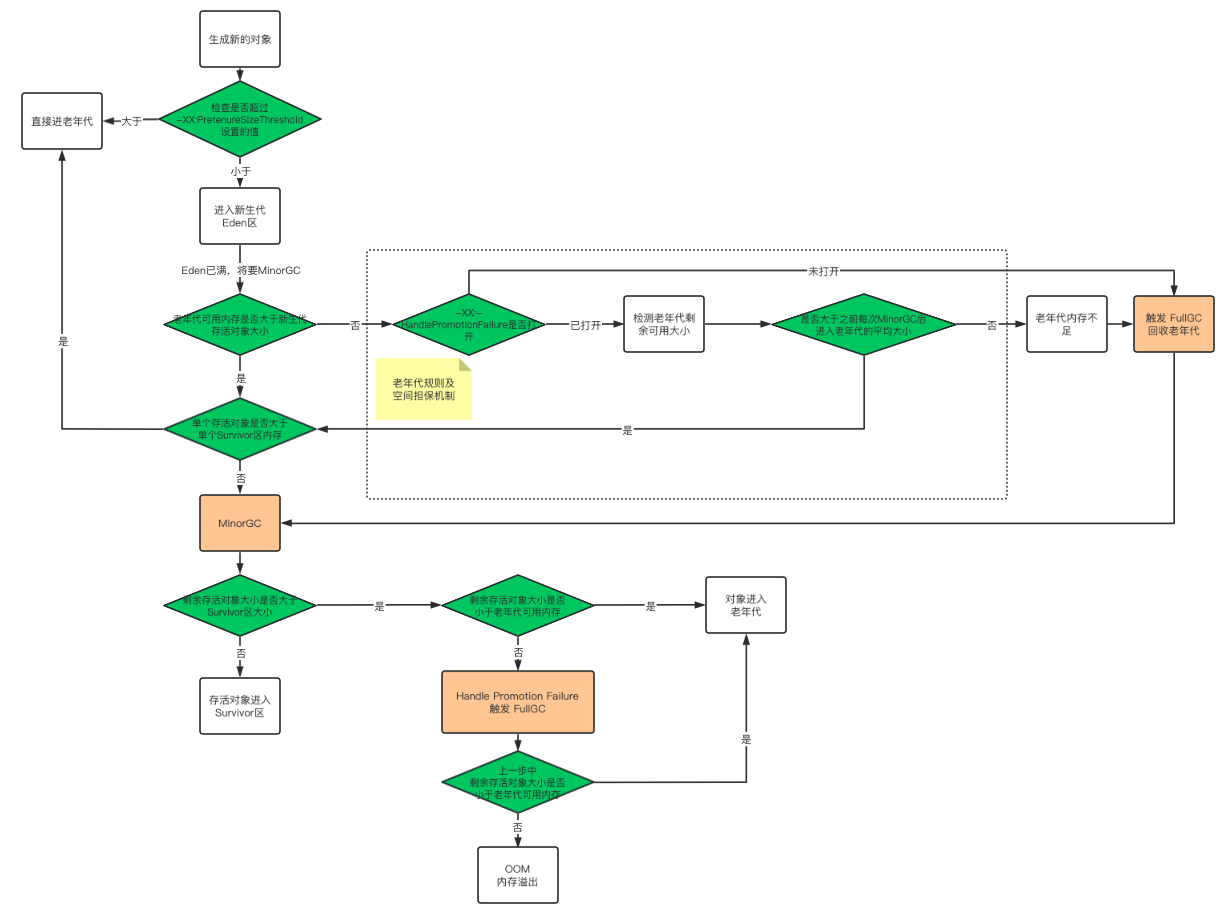 生成新的对象
检查是否超过
-XX:PretenureSizeThreshold
设置的值
大于
直接进老年代
小于
进入新生代
Eden区
Eden已满，将要MinorGC
老年代可用内存是否大于新生代
存活对象大小
否
-XX:-
HandlePromotionFailure是否打
开
未打开
已打开
检测老年代剩
余可用大小
是否大于之前每次MinorGC后
进入老年代的平均大小
否
老年代内存不
足
触发 FullGC
回收老年代
老年代规则及
空间担保机制
是
是
单个存活对象是否大于
单个Survivor区内存
是
否
MinorGC
剩余存活对象大小是否大于
Survivor区大小
是
剩余存活对象大小是否
小于老年代可用内存
是
对象进入
老年代
否
存活对象进入
Survivor区
否
Handle Promotion Failure
触发 FullGC
上一步中
剩余存活对象大小是否
小于老年代可用内存
是
否
OOM
内存溢出